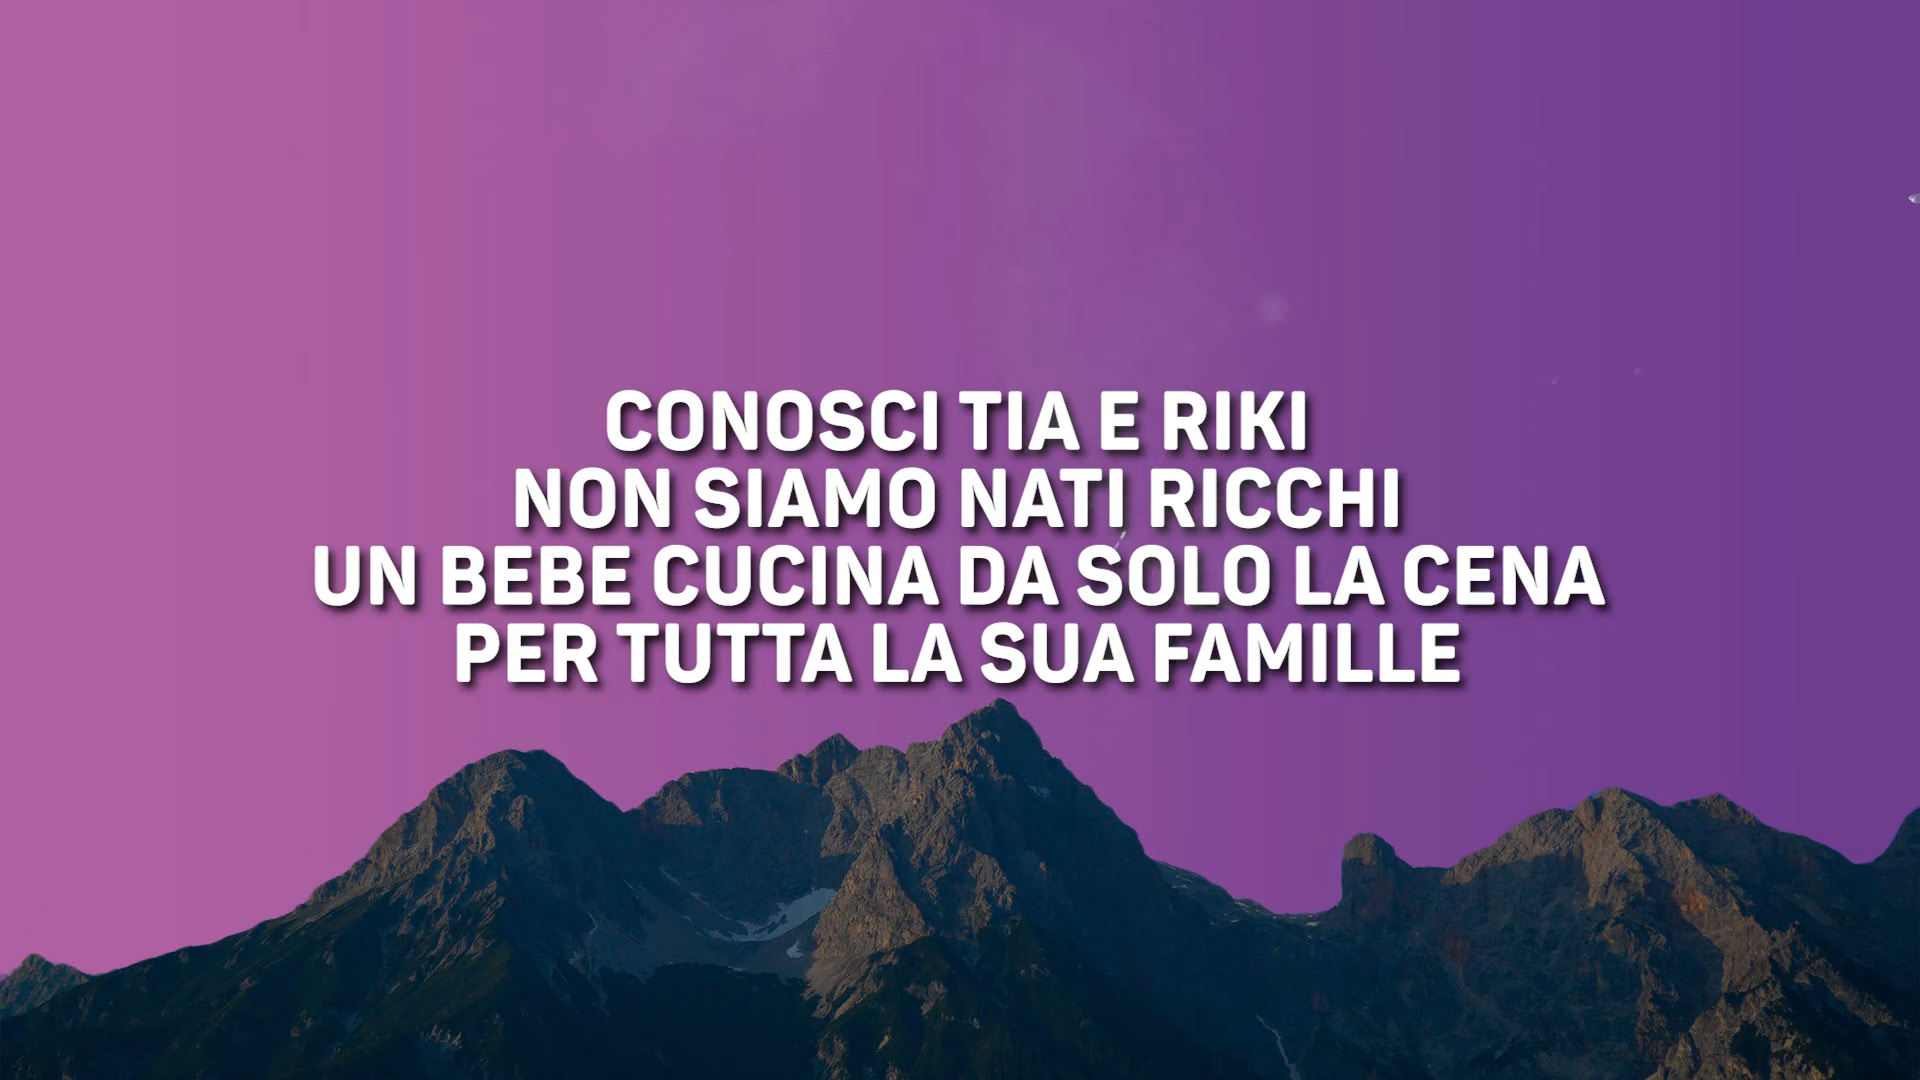 CONOSCI TIA E RIKI
NON SIAMO NATI RICCHI
UN BEBE CUCINA DA SOLO LA CENA
PER TUTTA LA SUA FAMILLE